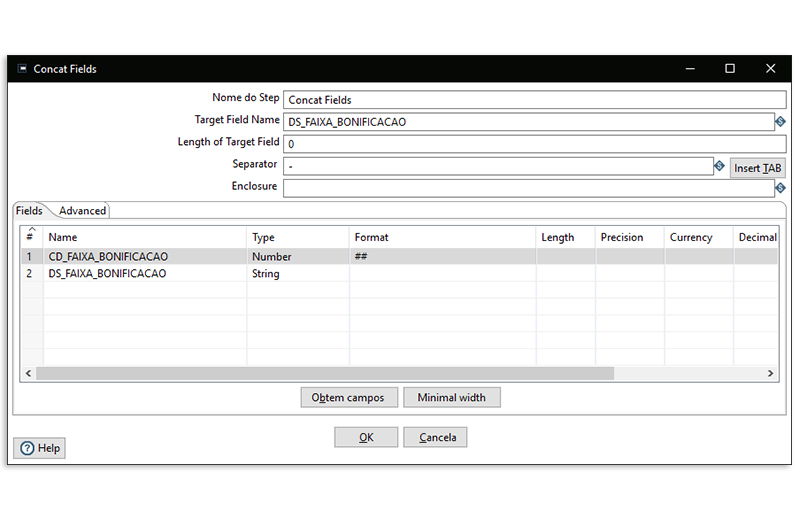 Concat Fields
Nome do Step Concat Fields
Target Field Name DS_FAIXA_BONIFICACAO
Length of Target Field 0
Separator - Insert TAB
Enclosure
Fields Advanced
# Name Type Format Length Precision Currency Decimal
1 CD_FAIXA_BONIFICACAO Number ##
2 DS_FAIXA_BONIFICACAO String
Obtem campos Minimal width
OK Cancela
Help